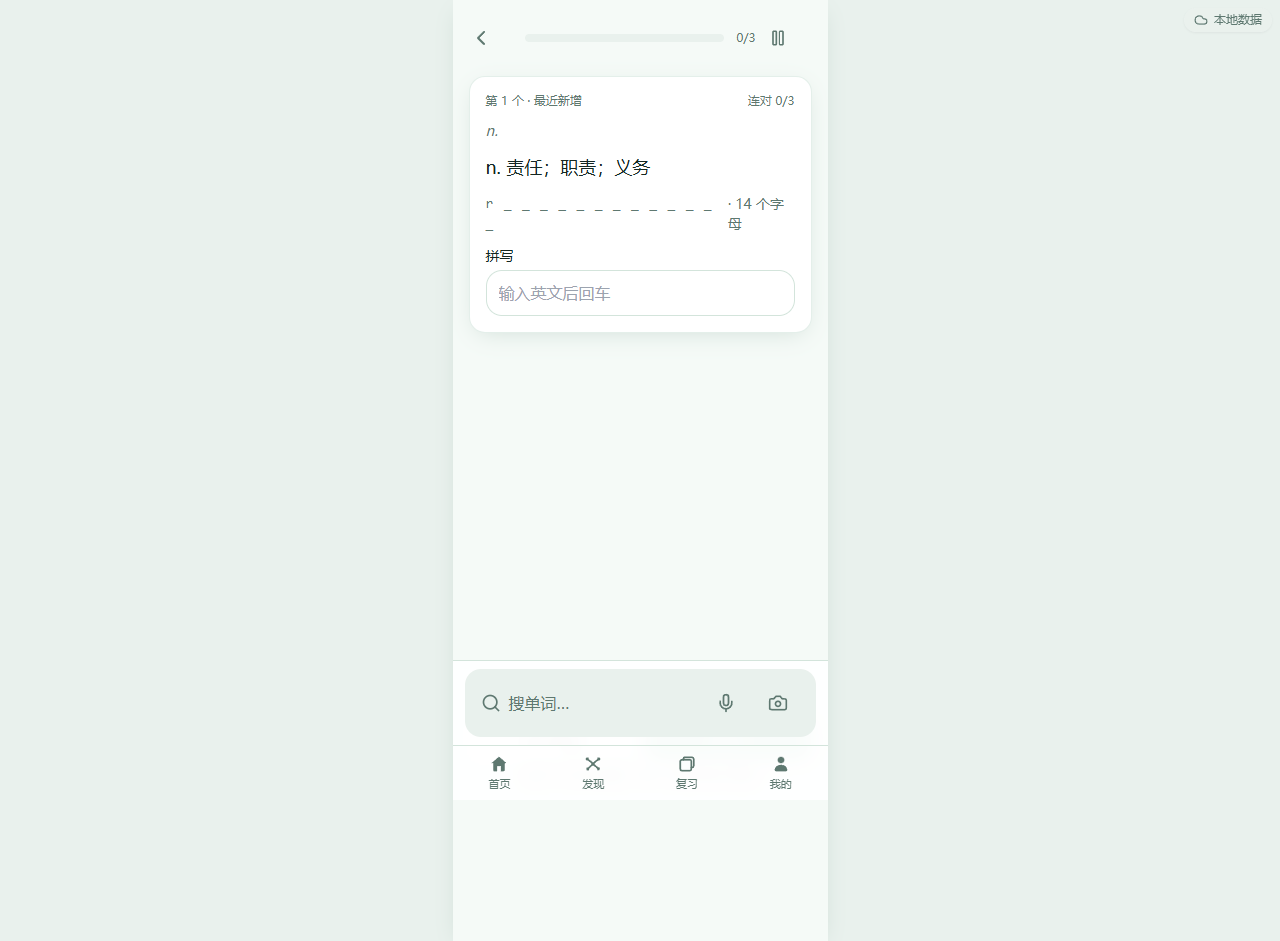 本地数据
0/3
第 1 个 · 最近新增
连对 0/3
n.
n. 责任；职责；义务
r _ _ _ _ _ _ _ _ _ _ _ _ _ · 14 个字母
拼写
输入英文后回车
搜单词...
首页
发现
复习
我的